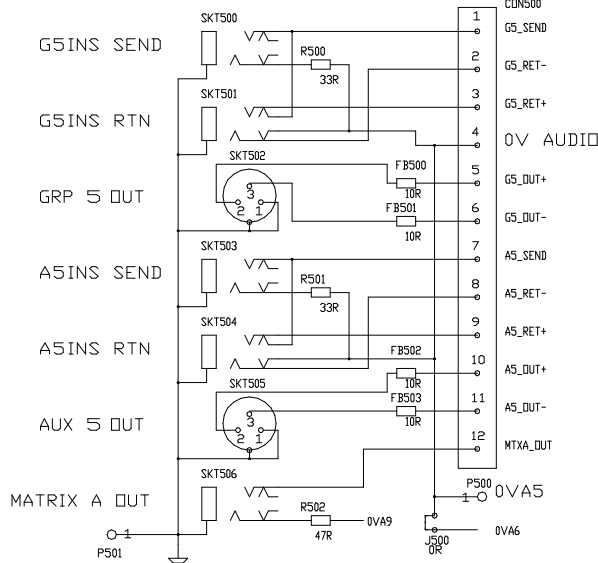 CON500
SKT500
1
G5_SEND
G5INS SEND
R500
33R
2
G5_RET-
SKT501
3
G5_RET+
G5INS RTN
4
0V AUDIO
SKT502
FB500
10R
5
G5_OUT+
GRP 5 OUT
3
2 1
FB501
10R
6
G5_OUT-
SKT503
7
A5_SEND
A5INS SEND
R501
33R
8
A5_RET-
SKT504
9
A5_RET+
A5INS RTN
FB502
10R
10
A5_OUT+
SKT505
FB503
10R
11
A5_OUT-
AUX 5 OUT
3
2 1
12
MTXA_OUT
SKT506
P500
1
0VA5
MATRIX A OUT
R502
47R
0VA9
0VA6
J500
0R
1
P501